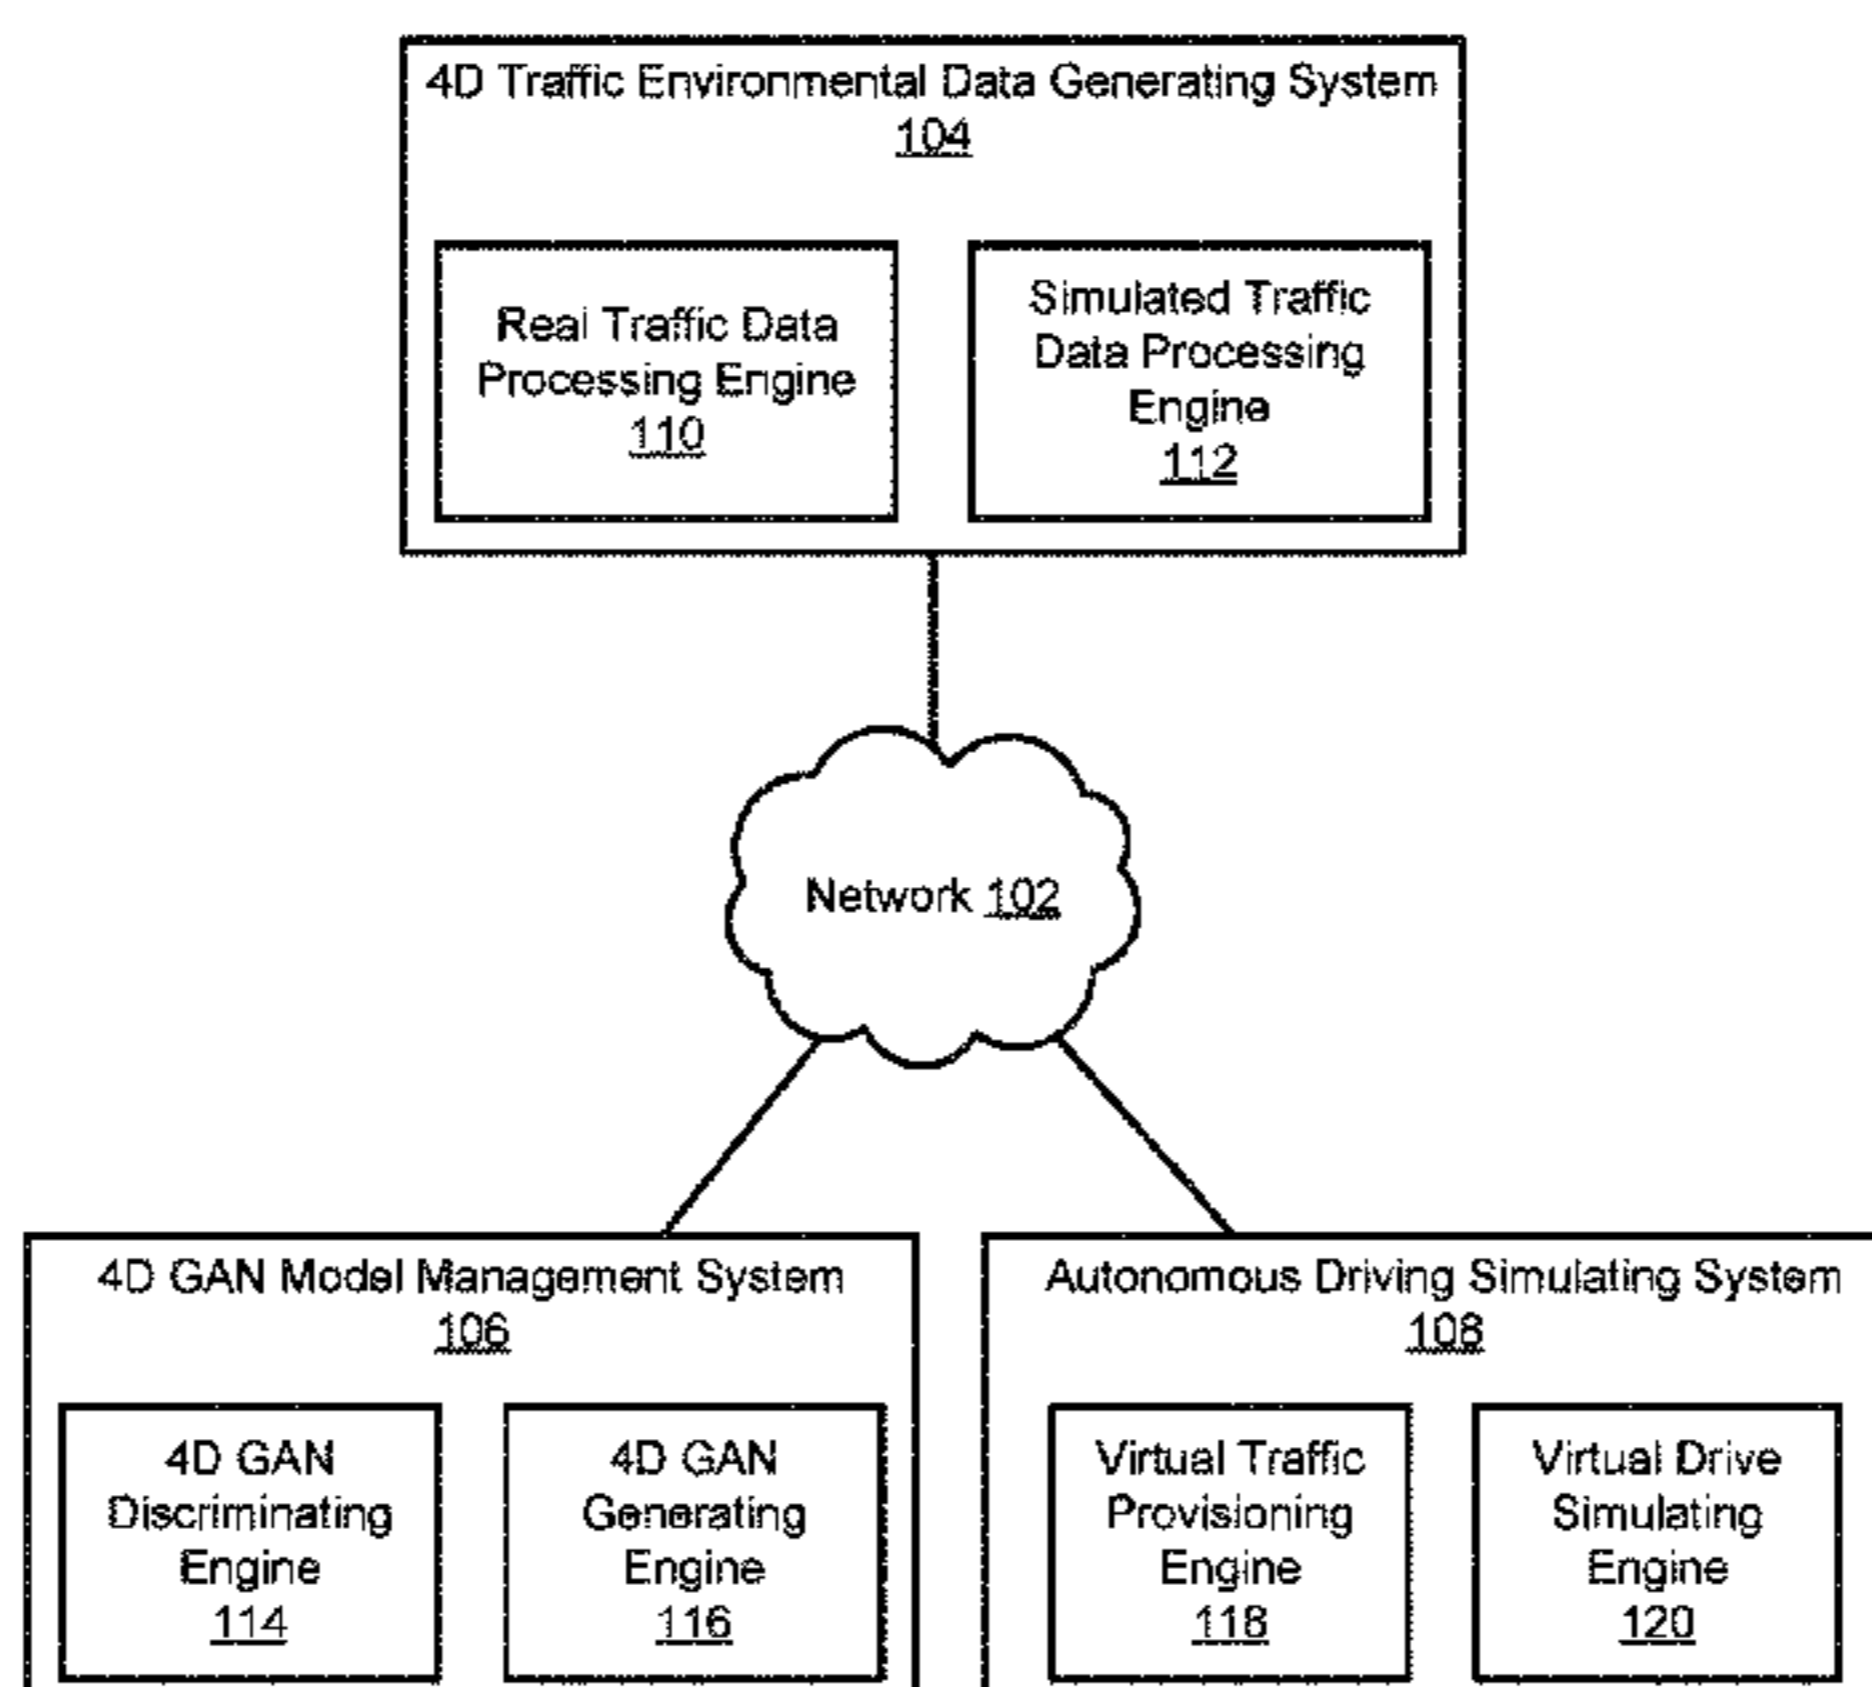 4D Traffic Environmental Data Generating System
104
Real Traffic Data
Processing Engine
110
Simulated Traffic
Data Processing
Engine
112
Network 102
4D GAN Model Management System
106
4D GAN
Discriminating
Engine
114
4D GAN
Generating
Engine
116
Autonomous Driving Simulating System
108
Virtual Traffic
Provisioning
Engine
118
Virtual Drive
Simulating
Engine
120